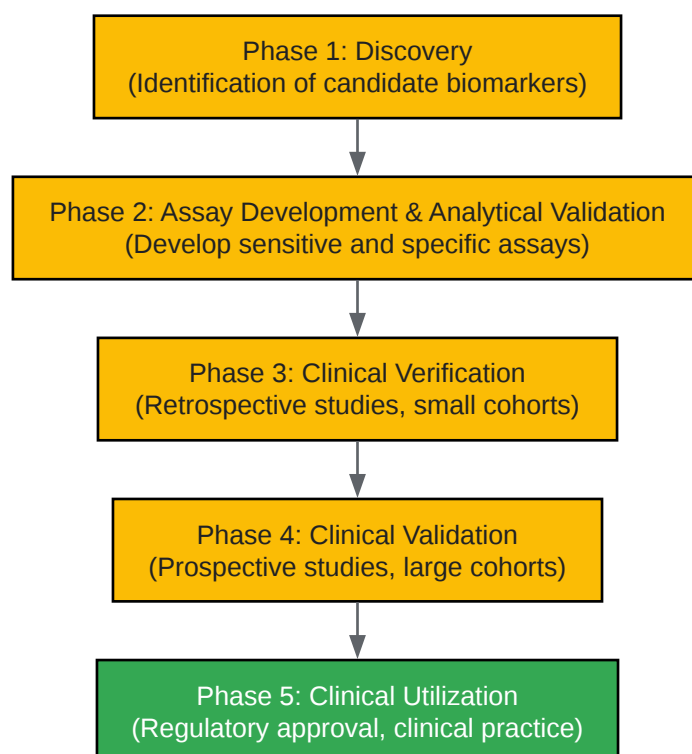 Phase 1: Discovery
(Identification of candidate biomarkers)
Phase 2: Assay Development & Analytical Validation
(Develop sensitive and specific assays)
Phase 3: Clinical Verification
(Retrospective studies, small cohorts)
Phase 4: Clinical Validation
(Prospective studies, large cohorts)
Phase 5: Clinical Utilization
(Regulatory approval, clinical practice)